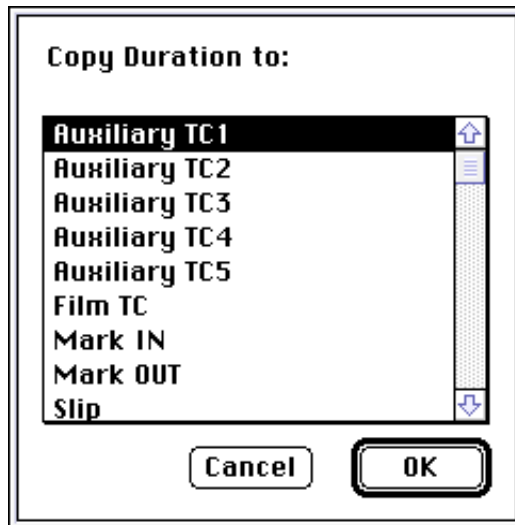 Copy Duration to:
Auxiliary TC1
Auxiliary TC2
Auxiliary TC3
Auxiliary TC4
Auxiliary TC5
Film TC
Mark IN
Mark OUT
Slip
Cancel OK